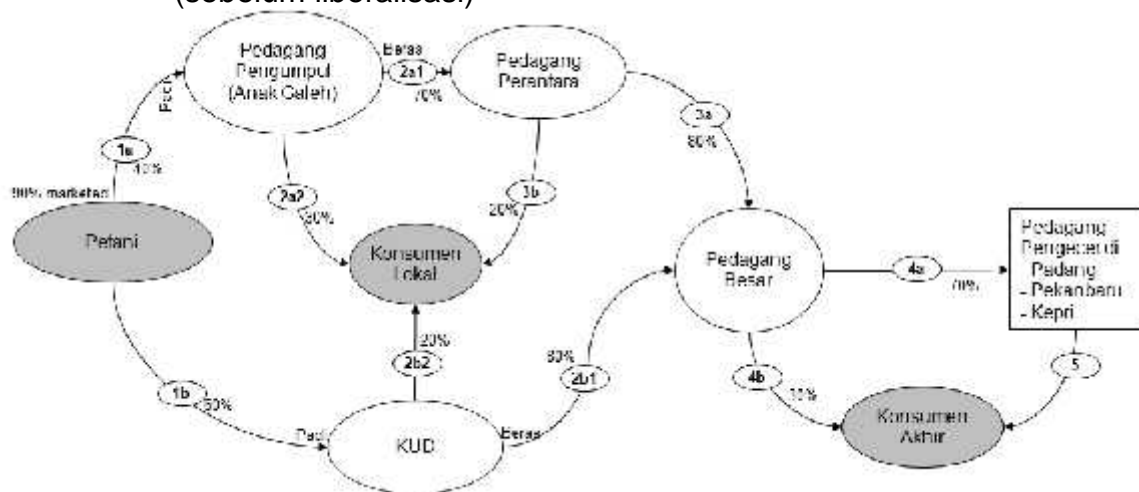 (sebelum liberalisasi)
Pedagang
Pengumpul
(Anak Galeh)
Beras
2a1
70%
Pedagang
Perantara
3a
80%
Padi
1a
2a2
3b
20%
90% marketed
Petani
Konsumen
Lokal
Pedagang
Besar
4a
70%
Pedagang
Pengecer di
Padang
- Pekanbaru
- Kepri
1b
20%
2b2
2b1
4b
5
Padi
KUD
Beras
Konsumen
Akhir